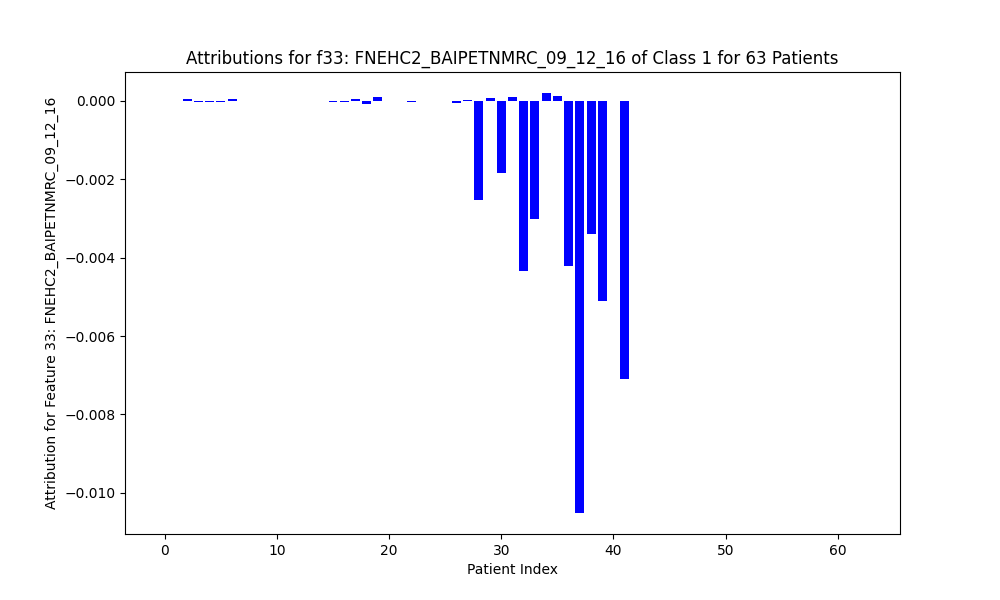 Attributions for f33: FNEHC2_BAIPETNMRC_09_12_16 of Class 1 for 63 Patients
Attribution for Feature 33: FNEHC2_BAIPETNMRC_09_12_16
0.000
−0.002
−0.004
−0.006
−0.008
−0.010
0 10 20 30 40 50 60
Patient Index